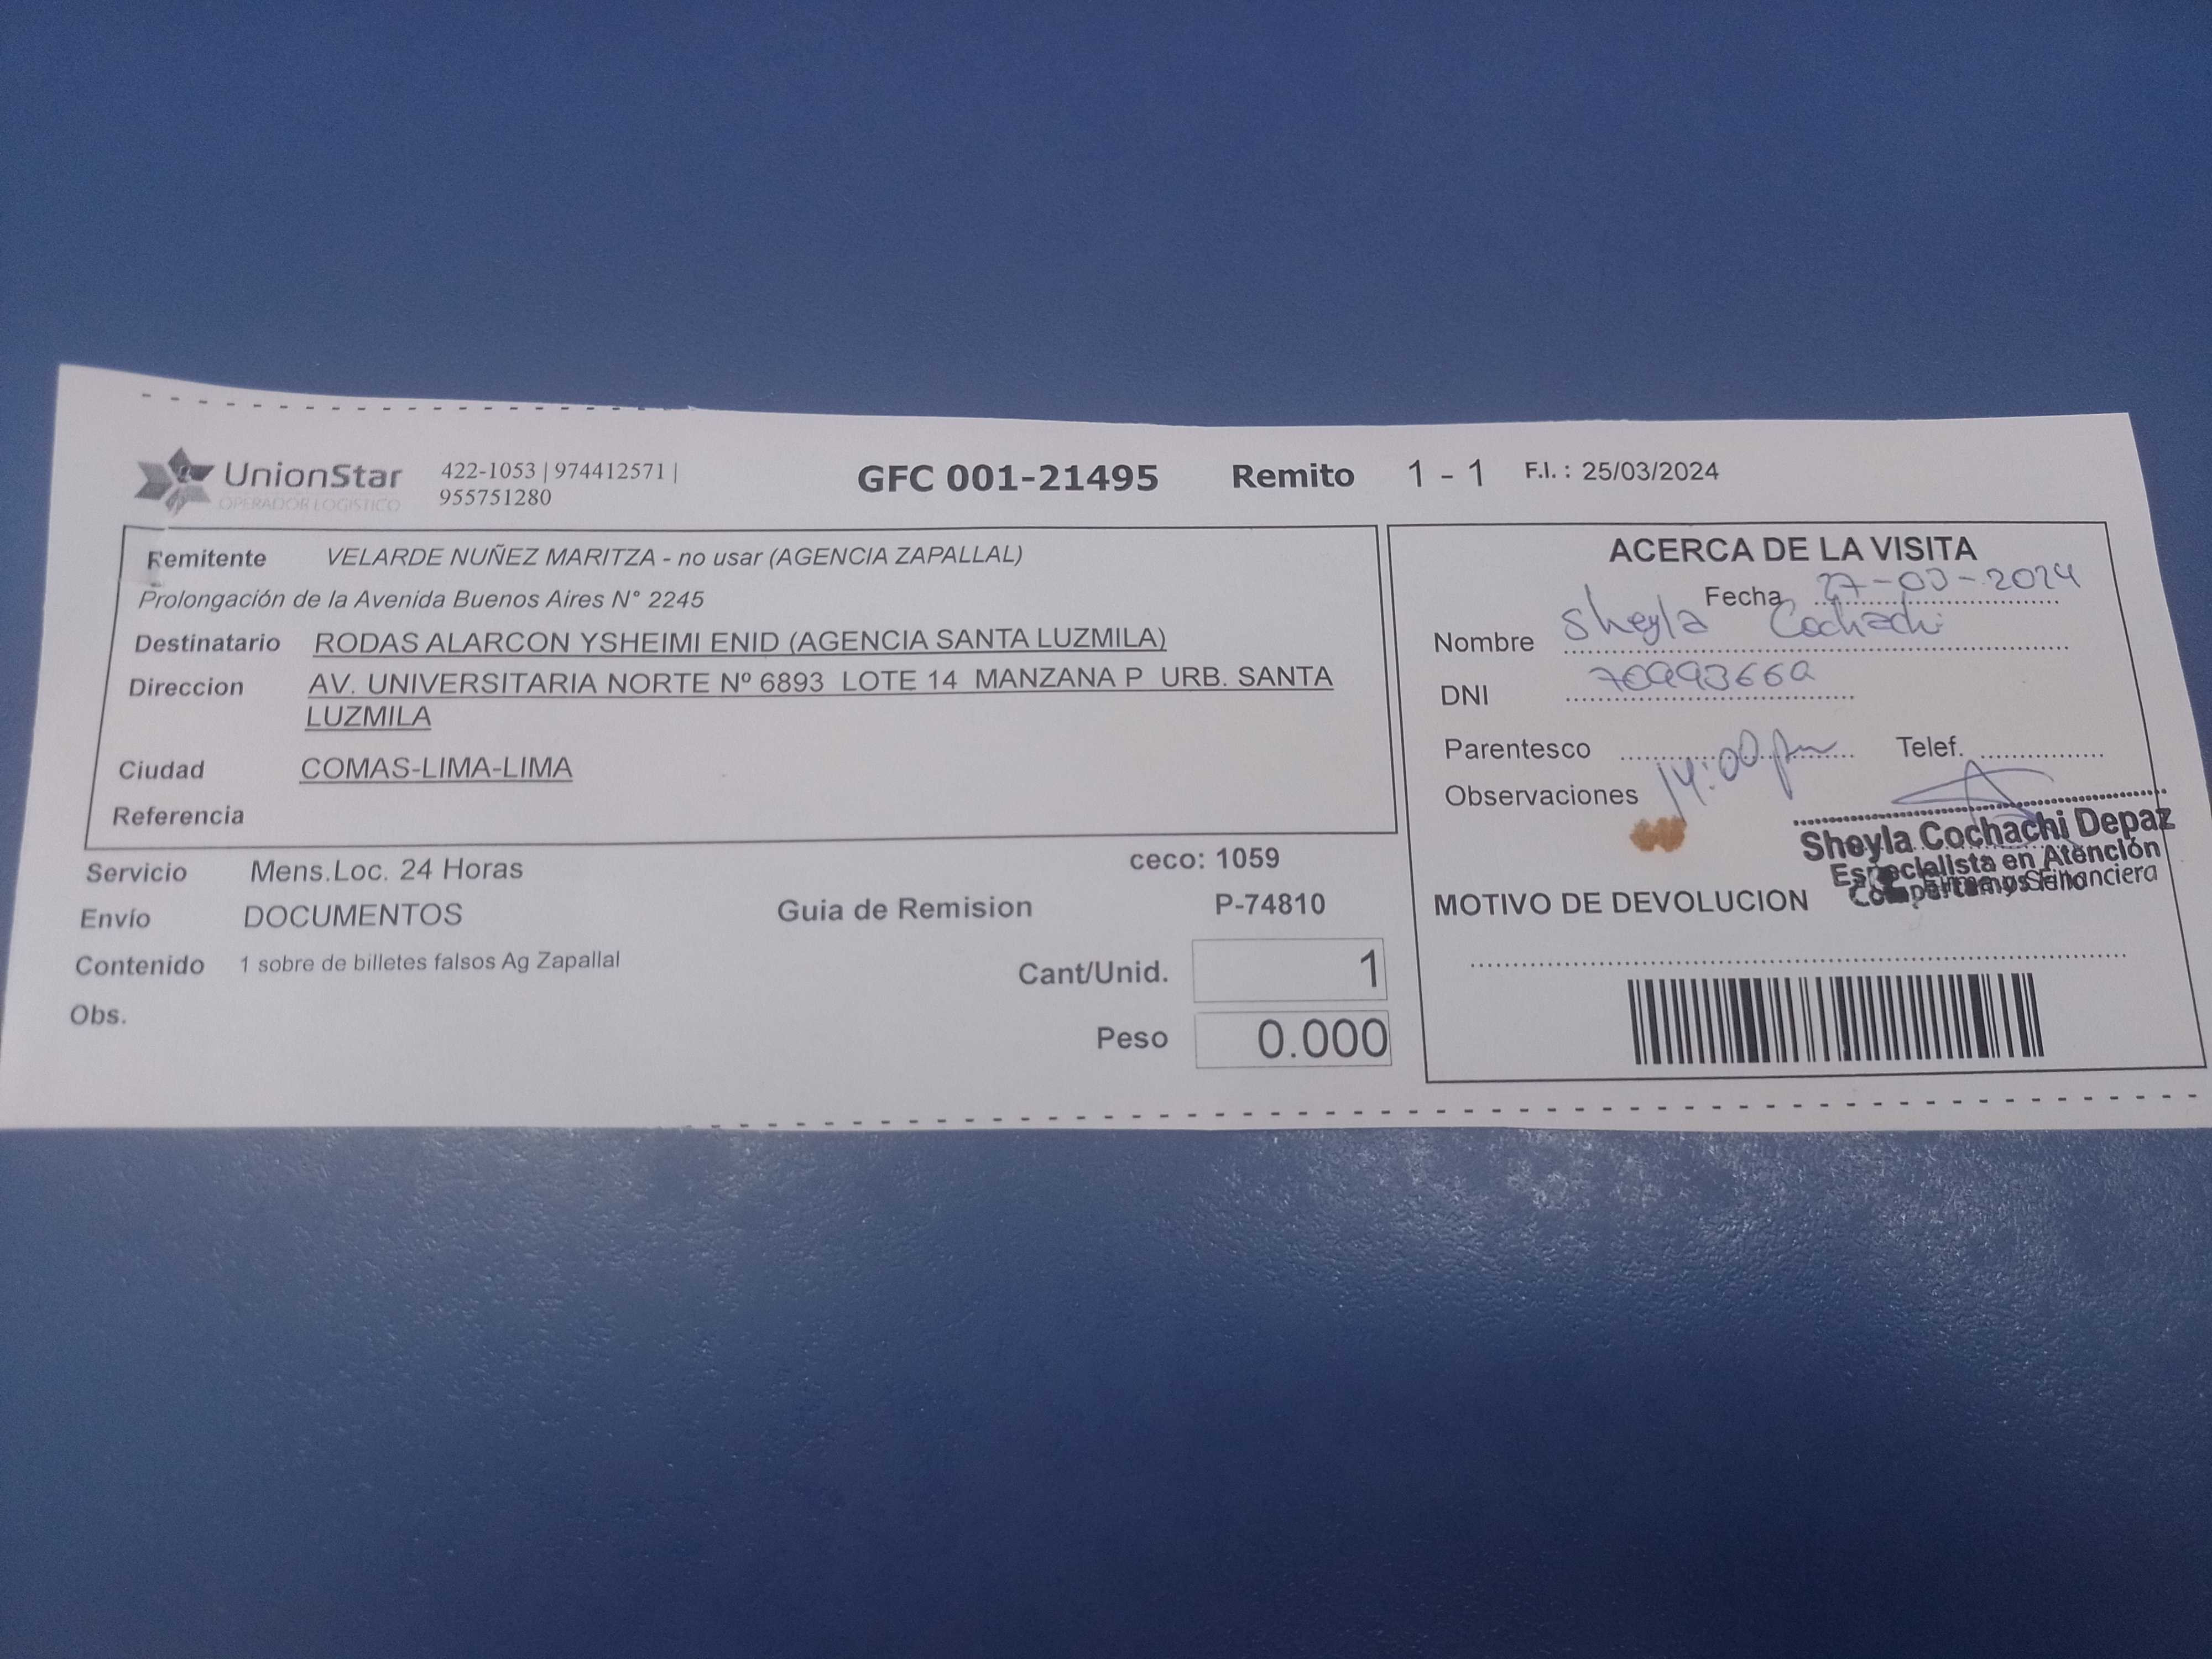 UnionStar
OPERADOR LOGISTICO
422-1053 | 974412571 |
955751280
GFC 001-21495 Remito 1 - 1 F.I. : 25/03/2024
Remitente VELARDE NUÑEZ MARITZA - no usar (AGENCIA ZAPALLAL)
Prolongación de la Avenida Buenos Aires N° 2245
Destinatario RODAS ALARCON YSHEIMI ENID (AGENCIA SANTA LUZMILA)
Direccion AV. UNIVERSITARIA NORTE Nº 6893 LOTE 14 MANZANA P URB. SANTA
LUZMILA
Ciudad COMAS-LIMA-LIMA
Referencia
Servicio Mens.Loc. 24 Horas
ceco: 1059
Envío DOCUMENTOS
Guia de Remision P-74810
Contenido 1 sobre de billetes falsos Ag Zapallal
Cant/Unid. 1
Obs.
Peso 0.000
ACERCA DE LA VISITA
Fecha 27-03-2024
Nombre Sheyla Cochachi
DNI
Parentesco Telef.
Observaciones 14:00 pm
Sheyla Cochachi Depaz
Especialista en Atención
Compartamos Financiera
MOTIVO DE DEVOLUCION